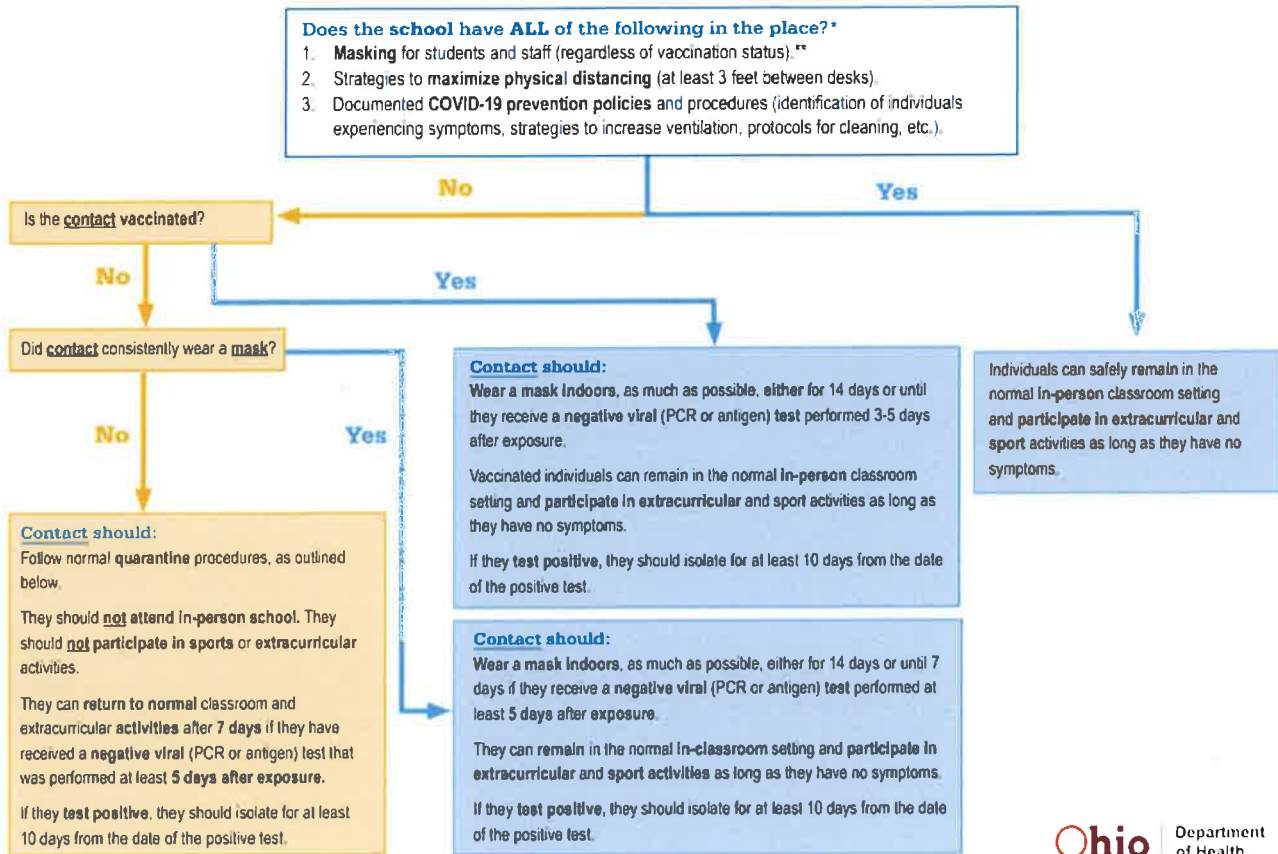 Does the school have ALL of the following in the place?*
1. Masking for students and staff (regardless of vaccination status).**
2. Strategies to maximize physical distancing (at least 3 feet between desks).
3. Documented COVID-19 prevention policies and procedures (identification of individuals
experiencing symptoms, strategies to increase ventilation, protocols for cleaning, etc.).
No
Yes
Is the contact vaccinated?
No
Yes
Did contact consistently wear a mask?
No
Yes
Contact should:
Wear a mask indoors, as much as possible, either for 14 days or until
they receive a negative viral (PCR or antigen) test performed 3-5 days
after exposure.
Vaccinated individuals can remain in the normal in-person classroom
setting and participate in extracurricular and sport activities as long as
they have no symptoms.
If they test positive, they should isolate for at least 10 days from the date
of the positive test.
Individuals can safely remain in the
normal in-person classroom setting
and participate in extracurricular and
sport activities as long as they have no
symptoms.
Contact should:
Follow normal quarantine procedures, as outlined
below.
They should not attend in-person school. They
should not participate in sports or extracurricular
activities.
They can return to normal classroom and
extracurricular activities after 7 days if they have
received a negative viral (PCR or antigen) test that
was performed at least 5 days after exposure.
If they test positive, they should isolate for at least
10 days from the date of the positive test.
Contact should:
Wear a mask indoors, as much as possible, either for 14 days or until 7
days if they receive a negative viral (PCR or antigen) test performed at
least 5 days after exposure.
They can remain in the normal in-classroom setting and participate in
extracurricular and sport activities as long as they have no symptoms.
If they test positive, they should isolate for at least 10 days from the date
of the positive test.
Ohio
Department
of Health